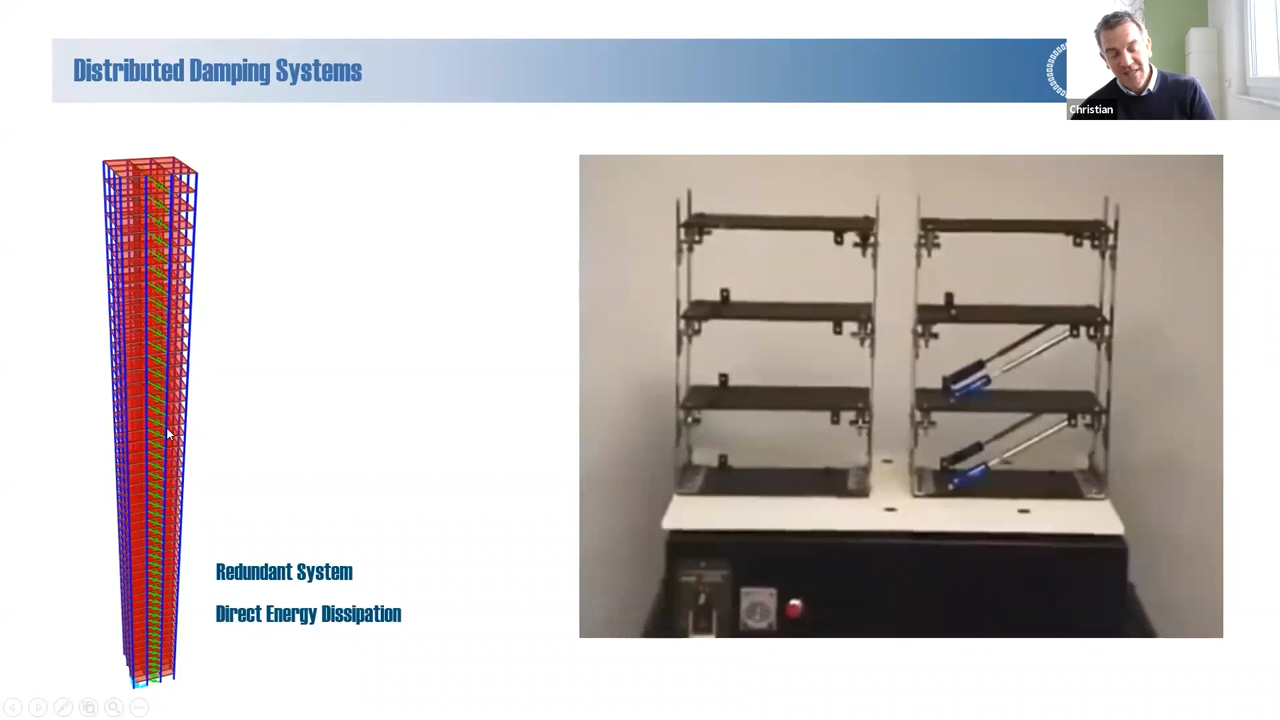 Distributed Damping Systems
Christian
Redundant System
Direct Energy Dissipation